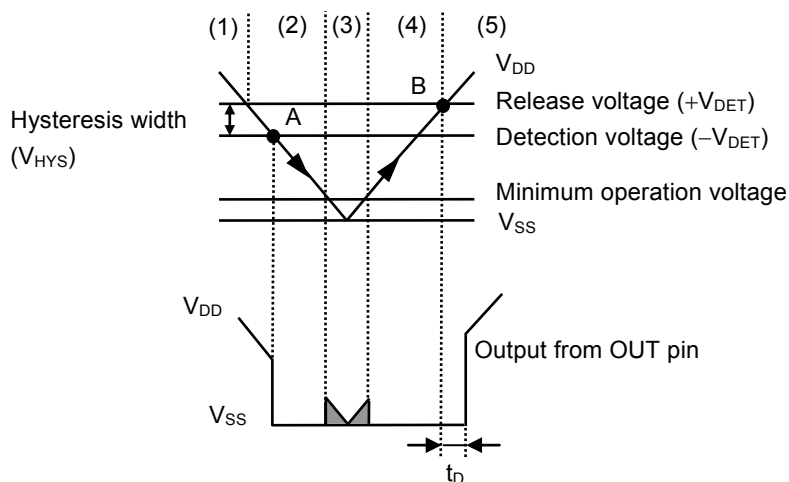 (1) (2) (3) (4) (5)
V_DD
B
Release voltage (+V_DET)
A
Hysteresis width
(V_HYS)
Detection voltage (−V_DET)
Minimum operation voltage
V_SS
V_DD
Output from OUT pin
V_SS
t_D